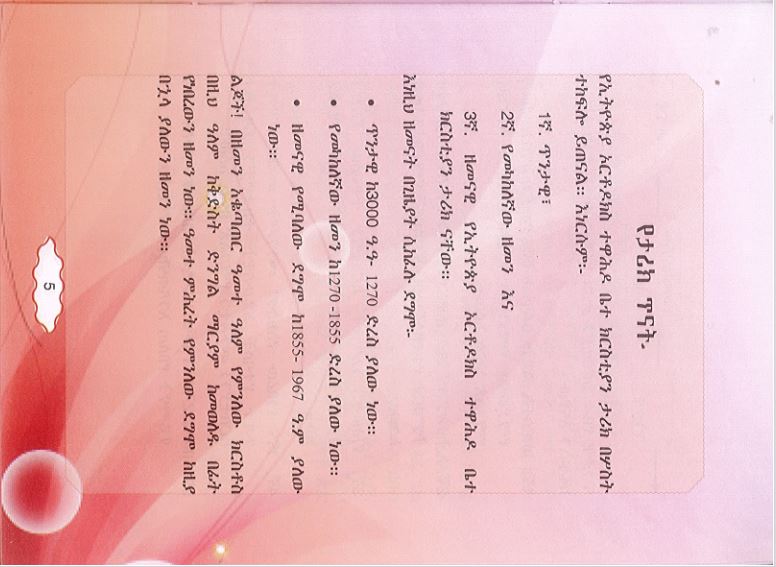 የታሪክ ጥናት-
የኢትዮጵያ ኦርቶዶክስ ተዋሕዶ ቤተ ክርስቲያን ታሪክ በሦስት
ተከፍሎ ይጠናል። እነርሱም፦
1ኛ. ጥንታዊ፣
2ኛ. የመካከለኛው ዘመን እና
3ኛ. ዘመናዊ የኢትዮጵያ ኦርቶዶክስ ተዋሕዶ ቤተ
ክርስቲያን ታሪክ ናቸው።
እነዚህ ዘመናት በጊዜያት ሲከፈሉ ደግሞ፦
• ጥንታዊ ከ3000 ዓ.ዓ- 1270 ድረስ ያለው ነው።
• የመካከለኛው ዘመን ከ1270 -1855 ድረስ ያለው ነው።
• ዘመናዊ የሚባለው ደግሞ ከ1855- 1967 ዓ.ም ያለው
ነው።
ልጆች! በዘመን አቈጣጠር ዓመተ ዓለም የምንለው ክርስቶስ
በዚህ ዓለም ከቅድስት ድንግል ማርያም ከመወለዱ በፊት
የነበረውን ዘመን ነው። ዓመተ ምሕረት የምንለው ደግሞ ከዚያ
በኋላ ያለውን ዘመን ነው።
5